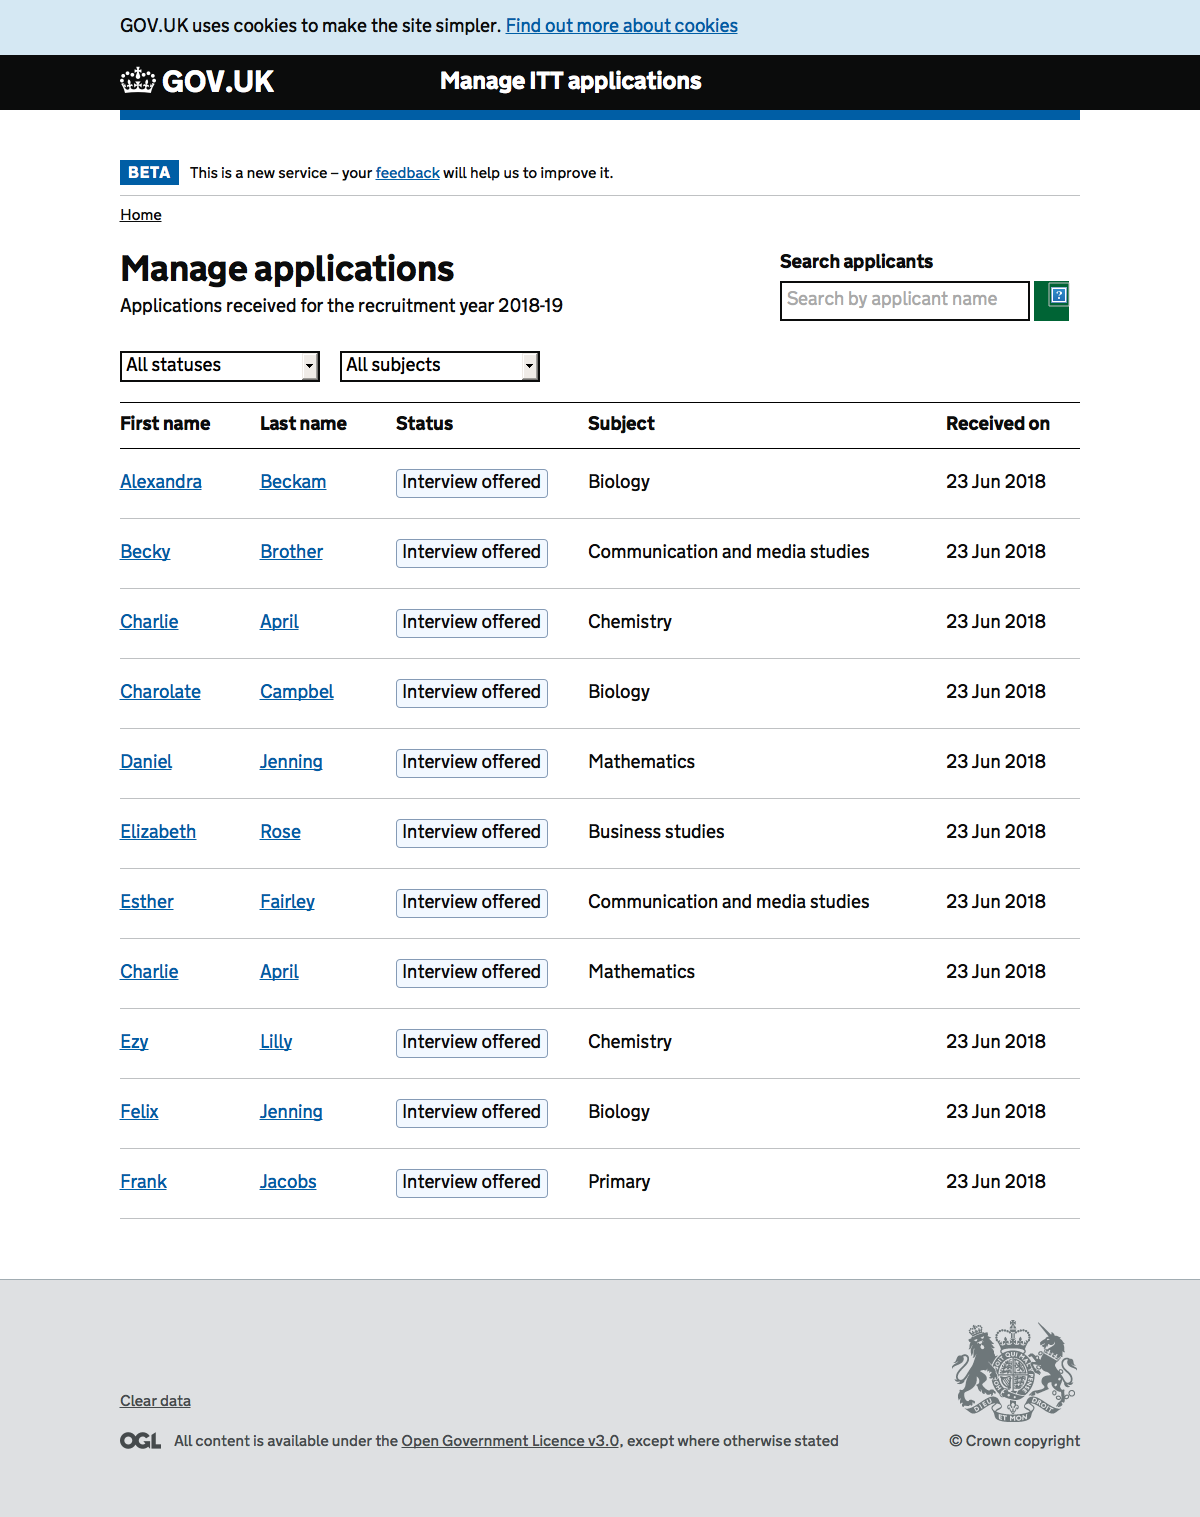 GOV.UK uses cookies to make the site simpler. Find out more about cookies
GOV.UK Manage ITT applications
BETA This is a new service – your feedback will help us to improve it.
Home
Manage applications
Applications received for the recruitment year 2018-19
Search applicants
Search by applicant name
All statuses All subjects
First name Last name Status Subject Received on
Alexandra Beckam Interview offered Biology 23 Jun 2018
Becky Brother Interview offered Communication and media studies 23 Jun 2018
Charlie April Interview offered Chemistry 23 Jun 2018
Charolate Campbel Interview offered Biology 23 Jun 2018
Daniel Jenning Interview offered Mathematics 23 Jun 2018
Elizabeth Rose Interview offered Business studies 23 Jun 2018
Esther Fairley Interview offered Communication and media studies 23 Jun 2018
Charlie April Interview offered Mathematics 23 Jun 2018
Ezy Lilly Interview offered Chemistry 23 Jun 2018
Felix Jenning Interview offered Biology 23 Jun 2018
Frank Jacobs Interview offered Primary 23 Jun 2018
Clear data
DIEU ET MON DROIT
OGL All content is available under the Open Government Licence v3.0, except where otherwise stated
© Crown copyright